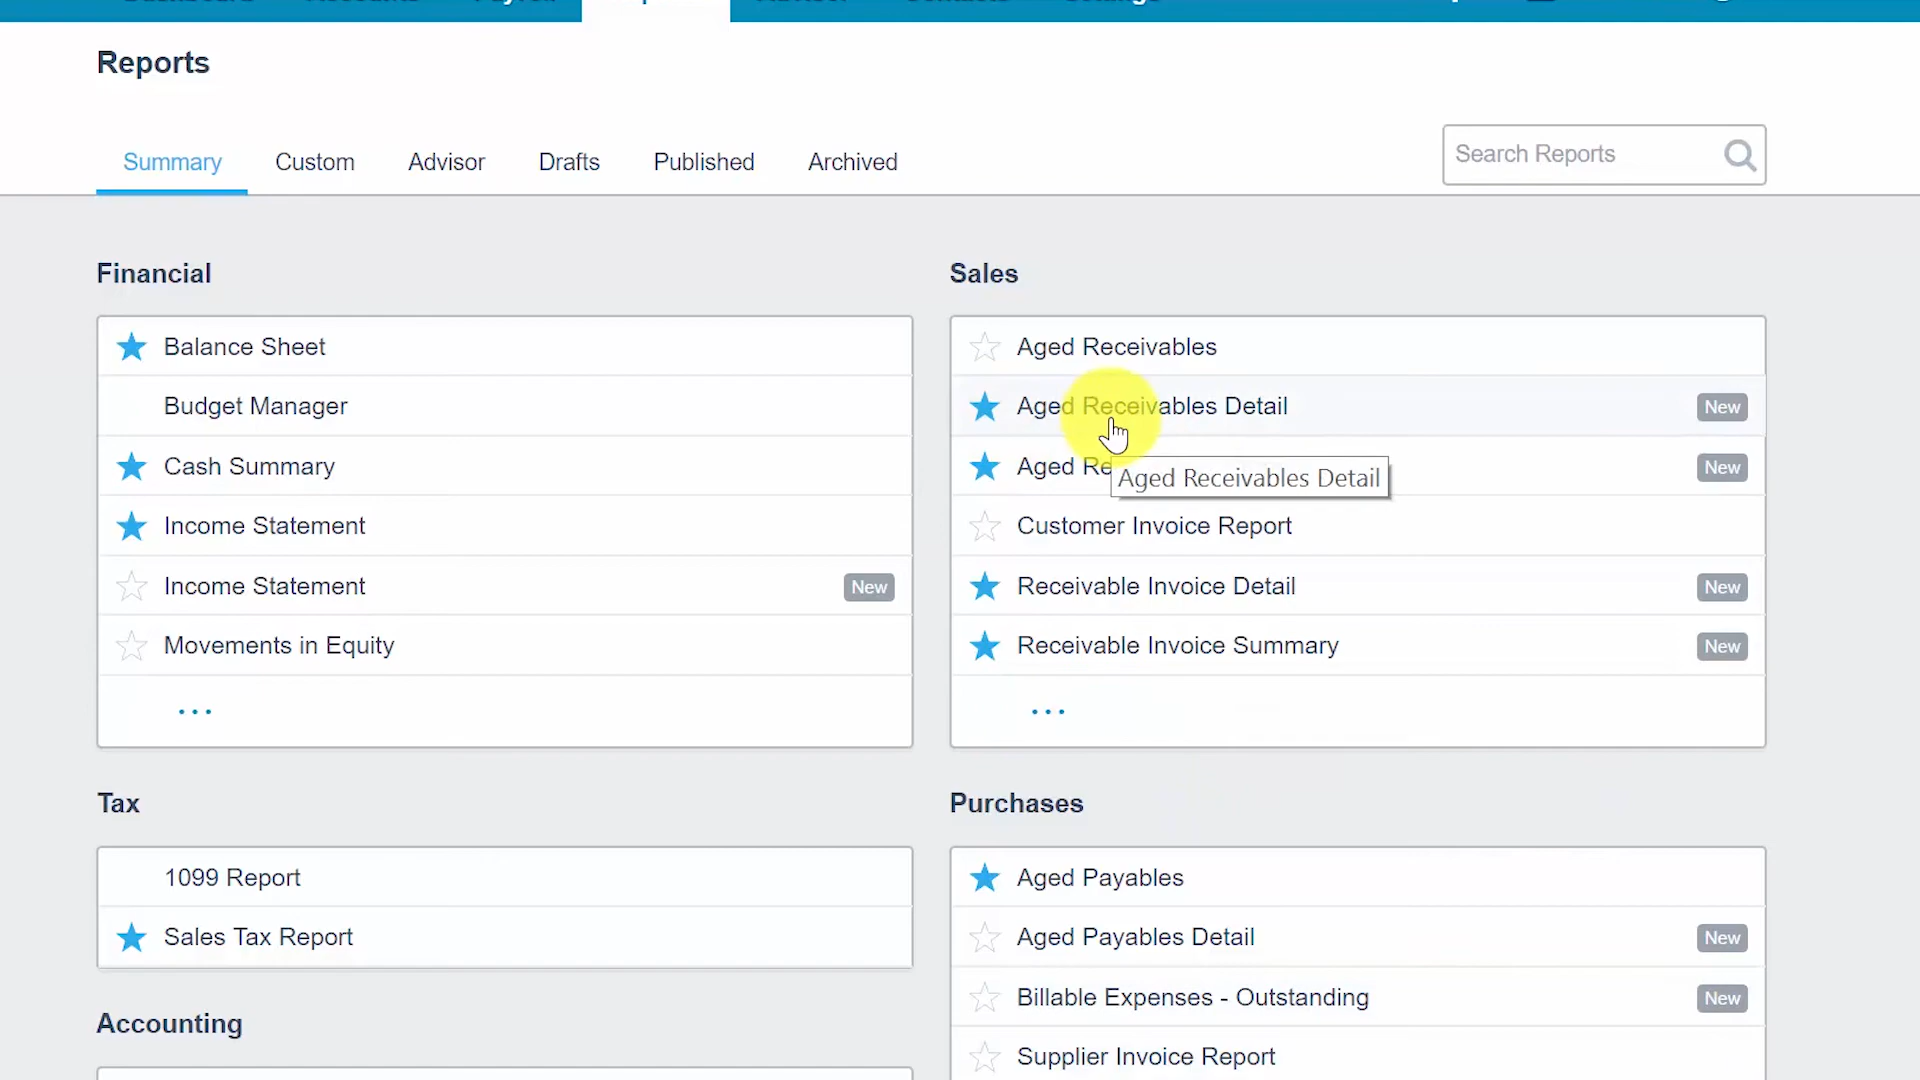 Reports
Summary Custom Advisor Drafts Published Archived
Search Reports
Financial
Balance Sheet
Budget Manager
Cash Summary
Income Statement
Income Statement New
Movements in Equity
...
Sales
Aged Receivables
Aged Receivables Detail New
Aged Re New
Aged Receivables Detail
Customer Invoice Report
Receivable Invoice Detail New
Receivable Invoice Summary New
...
Tax
1099 Report
Sales Tax Report
Purchases
Aged Payables
Aged Payables Detail New
Billable Expenses - Outstanding New
Supplier Invoice Report
Accounting